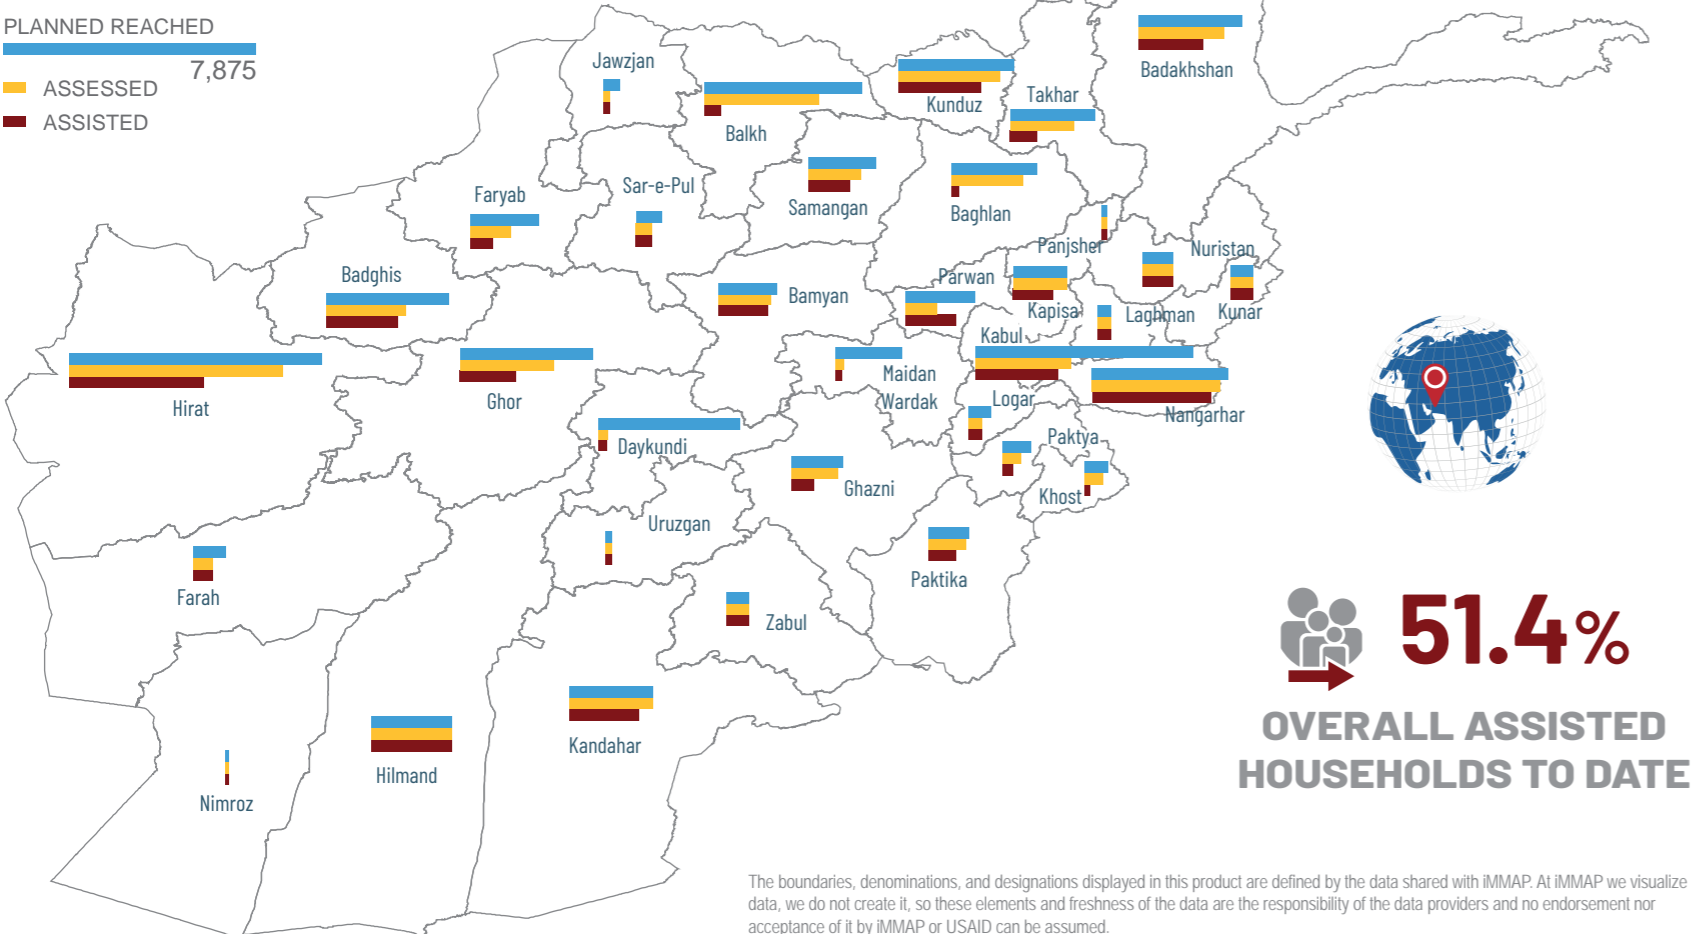 PLANNED REACHED
7,875
ASSESSED
ASSISTED
Jawzjan
Balkh
Kunduz
Takhar
Badakhshan
Faryab
Sar-e-Pul
Samangan
Baghlan
Panjsher
Nuristan
Badghis
Bamyan
Parwan
Kapisa
Laghman
Kunar
Kabul
Hirat
Ghor
Maidan
Wardak
Logar
Nangarhar
Daykundi
Paktya
Ghazni
Khost
Uruzgan
Paktika
Farah
Zabul
Kandahar
Hilmand
Nimroz
51.4%
OVERALL ASSISTED
HOUSEHOLDS TO DATE
The boundaries, denominations, and designations displayed in this product are defined by the data shared with iMMAP. At iMMAP we visualize
data, we do not create it, so these elements and freshness of the data are the responsibility of the data providers and no endorsement nor
acceptance of it by iMMAP or USAID can be assumed.